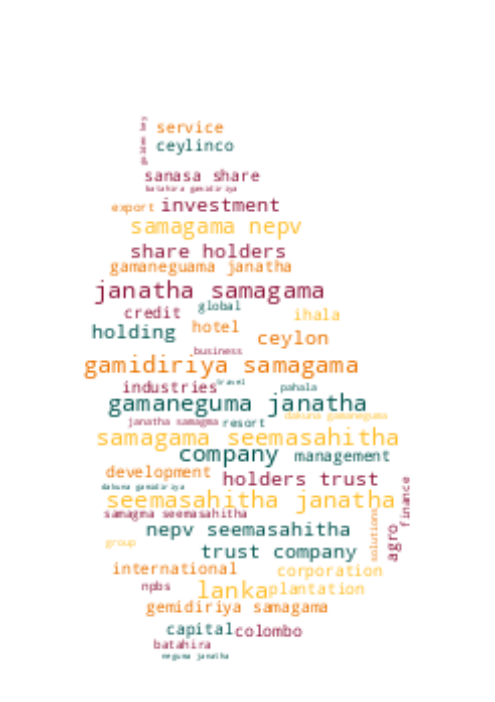 service
ceylinco
sanasa share
batahira gamidiriya
export investment
samagama nepv
share holders
gamaneguama janatha
janatha samagama
credit global
ihala
holding hotel
ceylon
business
gamidiriya samagama
industries travel pahala
gamaneguma janatha
dakuna gamaneguma
janatha samagma resort
samagama seemasahitha
company management
development holders trust
dakuna gamidiriya
seemasahitha janatha
finance
samagma seemasahitha
solutions
agro
nepv seemasahitha
group
trust company
international corporation
npbs lanka plantation
gemidiriya samagama
capital colombo
batahira
neguma janatha